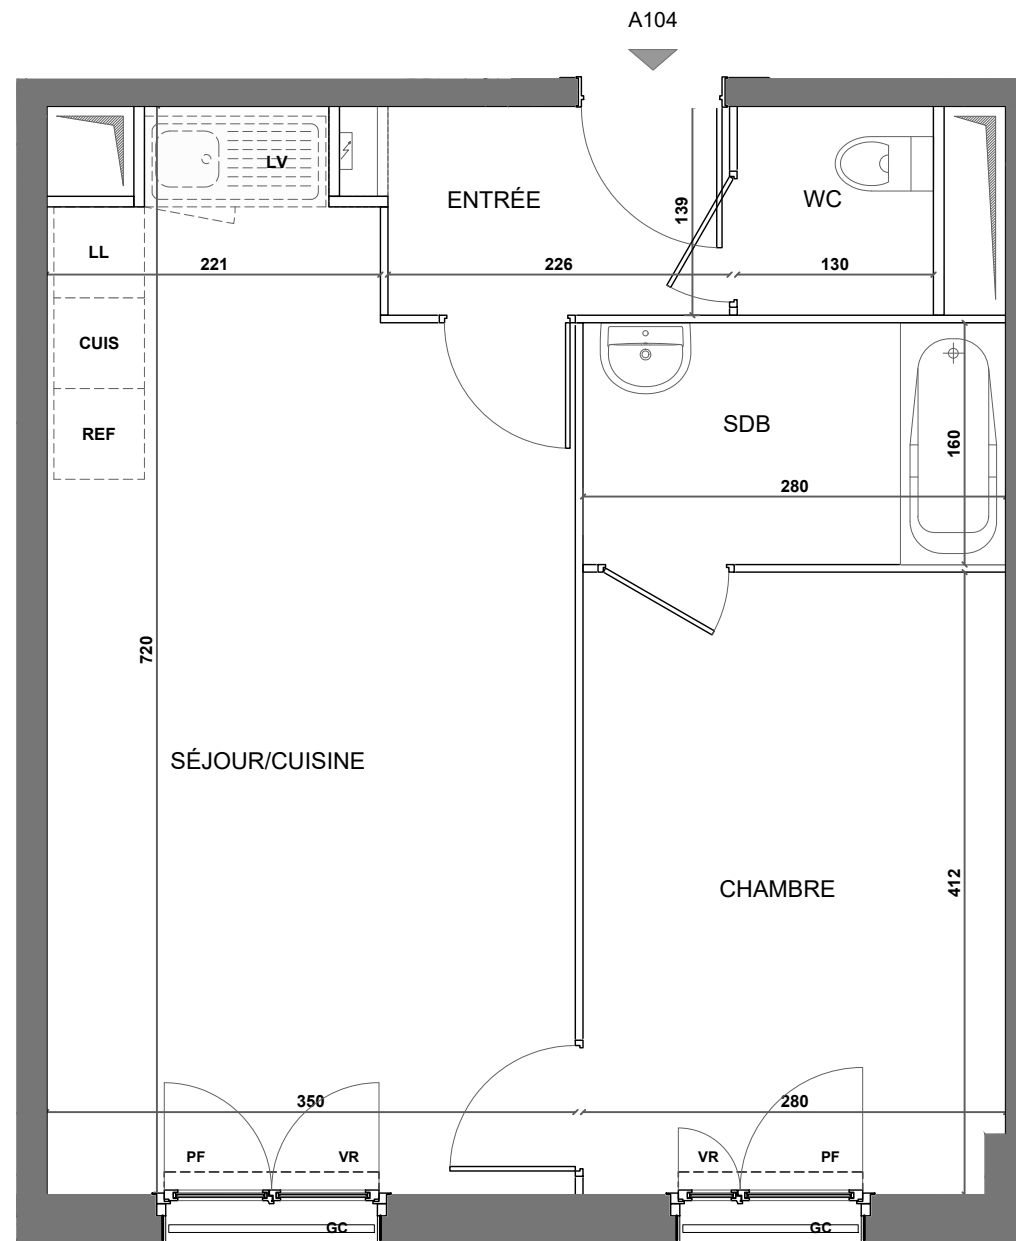 A104
LV
ENTRÉE
WC
139
LL
221
226
130
CUIS
REF
SDB
160
280
720
SÉJOUR/CUISINE
CHAMBRE
412
350
280
PF
VR
VR
PF
GC
GC